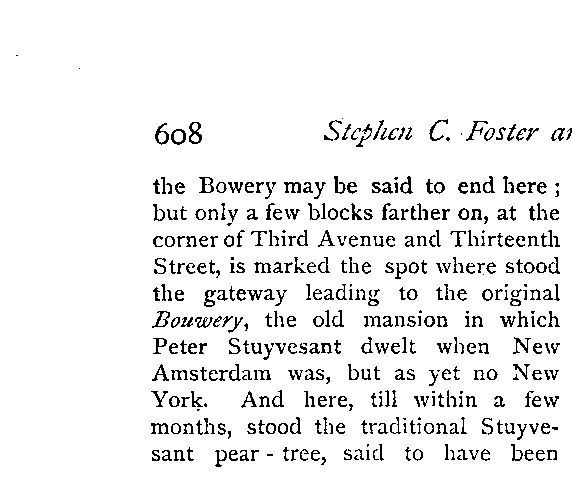 608 Stephen C. Foster a
the Bowery may be said to end here ;
but only a few blocks farther on, at the
corner of Third Avenue and Thirteenth
Street, is marked the spot where stood
the gateway leading to the original
Bouwery, the old mansion in which
Peter Stuyvesant dwelt when New
Amsterdam was, but as yet no New
York. And here, till within a few
months, stood the traditional Stuyve-
sant pear - tree, said to have been